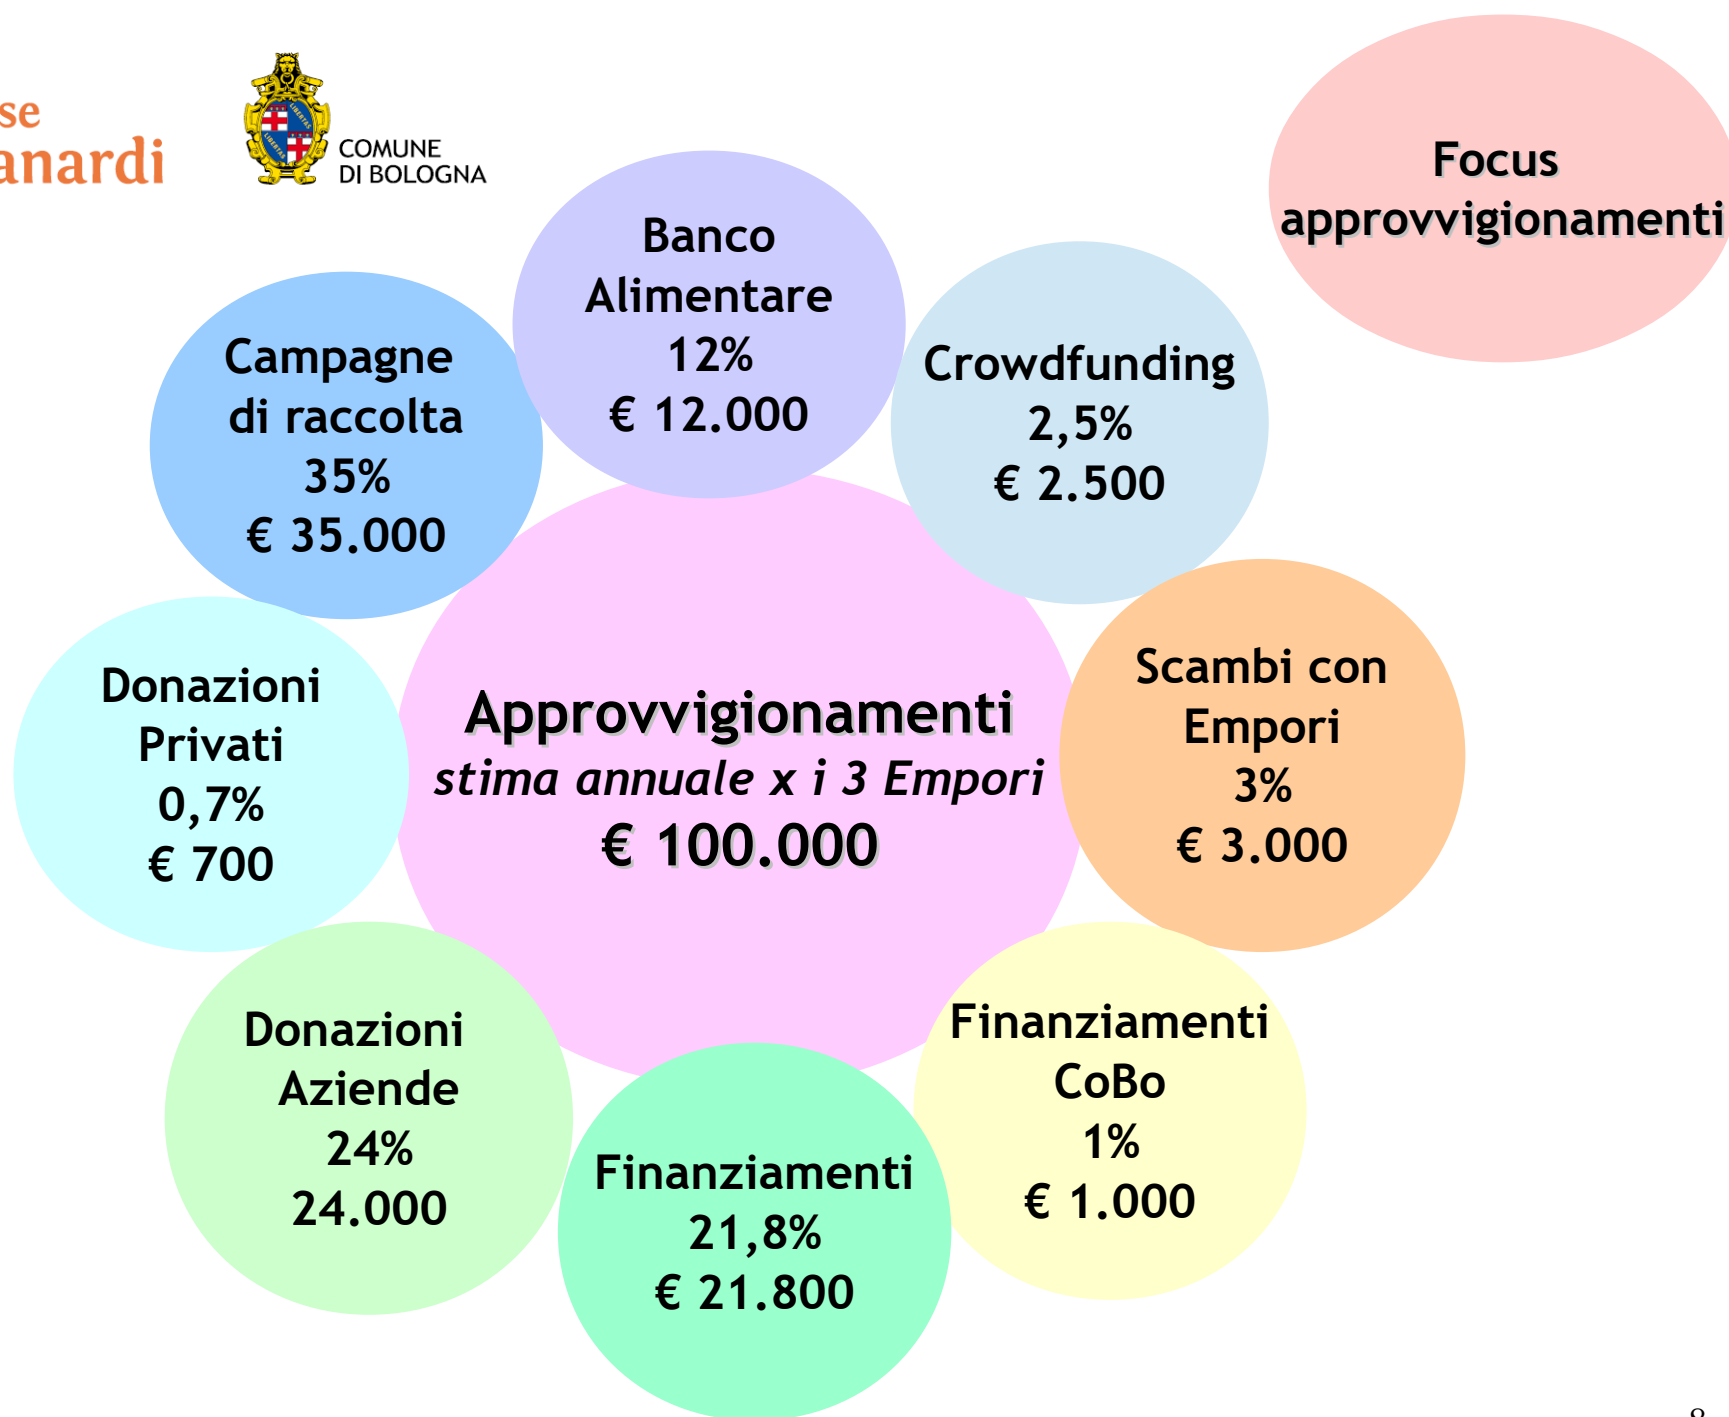 se
anardi
COMUNE
DI BOLOGNA
Focus
approvvigionamenti
Banco
Alimentare
12%
€ 12.000
Campagne
di raccolta
35%
€ 35.000
Crowdfunding
2,5%
€ 2.500
Donazioni
Privati
0,7%
€ 700
Approvvigionamenti
stima annuale x i 3 Empori
€ 100.000
Scambi con
Empori
3%
€ 3.000
Donazioni
Aziende
24%
24.000
Finanziamenti
21,8%
€ 21.800
Finanziamenti
CoBo
1%
€ 1.000